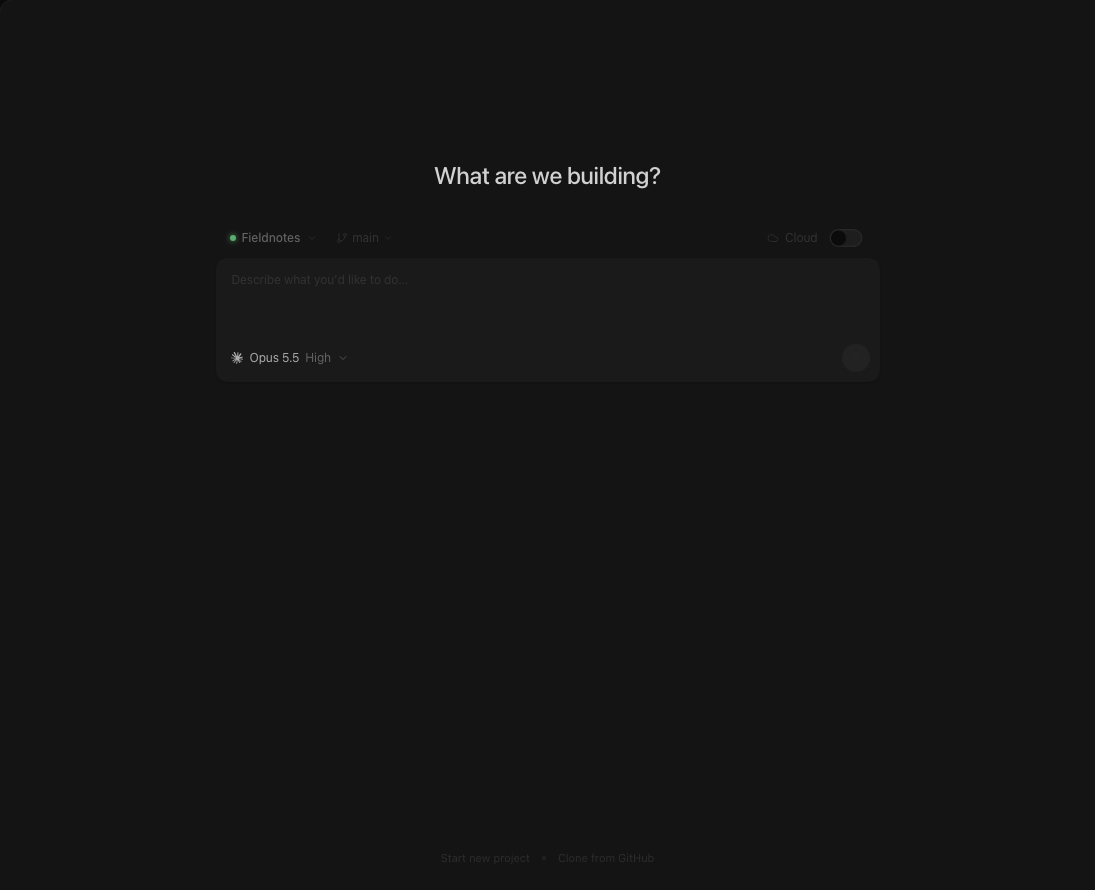 What are we building?
Fieldnotes main Cloud
Describe what you'd like to do...
Opus 5.5 High
Start new project • Clone from GitHub